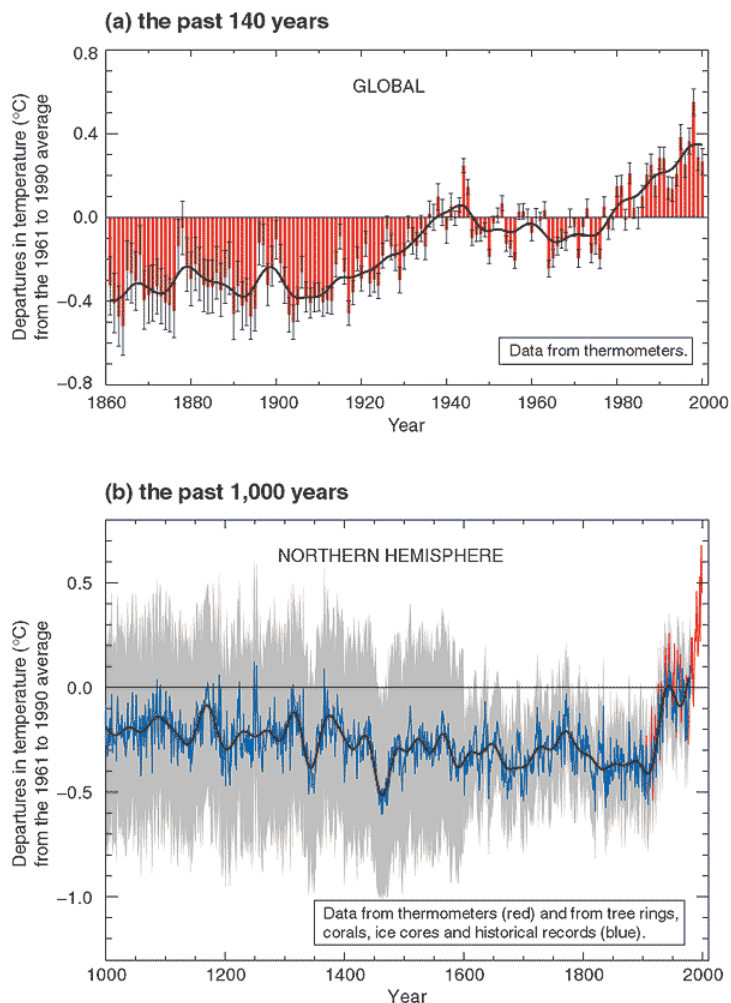 (a) the past 140 years
GLOBAL
Departures in temperature (°C)
from the 1961 to 1990 average
0.8
0.4
0.0
−0.4
−0.8
Data from thermometers.
1860 1880 1900 1920 1940 1960 1980 2000
Year
(b) the past 1,000 years
NORTHERN HEMISPHERE
Departures in temperature (°C)
from the 1961 to 1990 average
0.5
0.0
−0.5
−1.0
Data from thermometers (red) and from tree rings,
corals, ice cores and historical records (blue).
1000 1200 1400 1600 1800 2000
Year